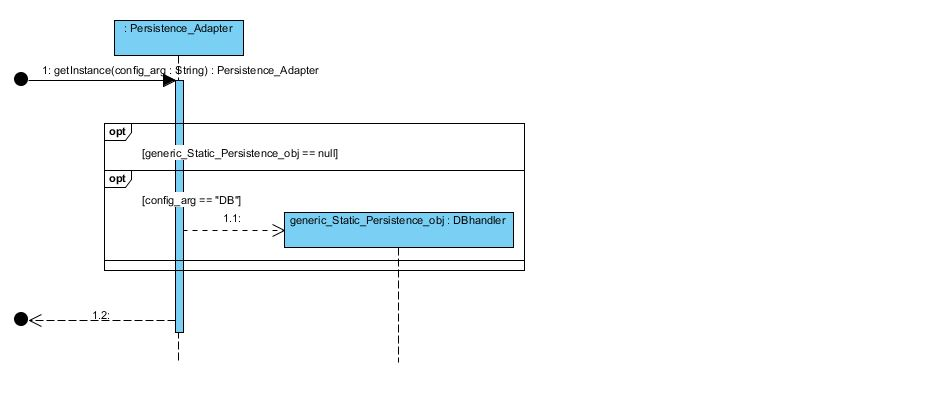 : Persistence_Adapter
1: getInstance(config_arg : String) : Persistence_Adapter
opt
[generic_Static_Persistence_obj == null]
opt
[config_arg == "DB"]
1.1:
generic_Static_Persistence_obj : DBhandler
1.2: